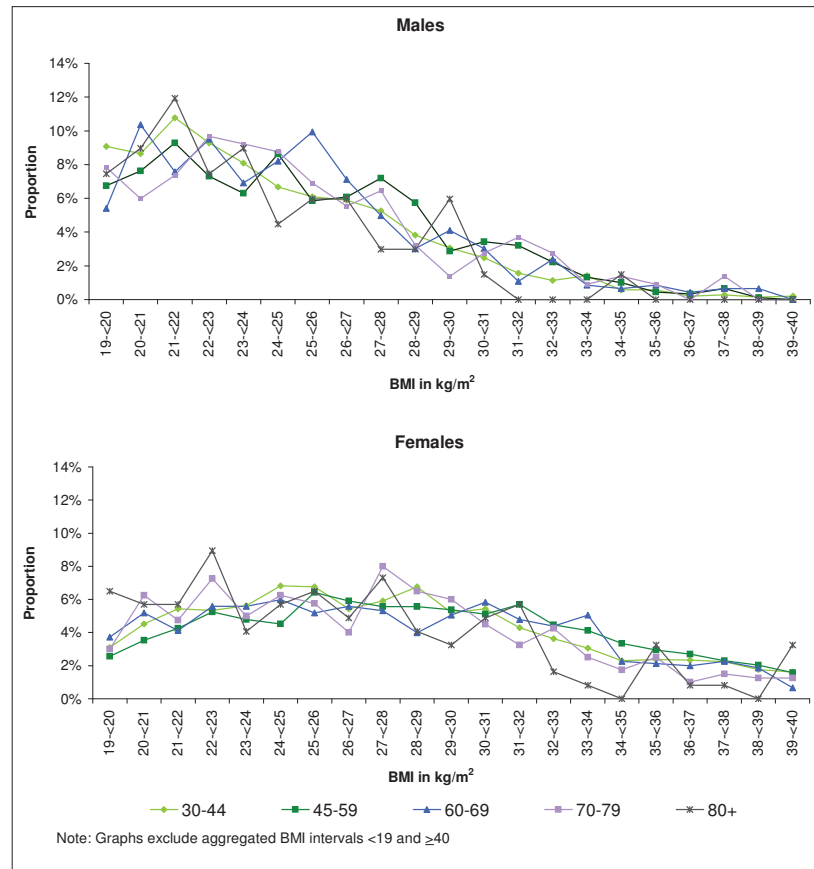 Males
Proportion
14%
12%
10%
8%
6%
4%
2%
0%
19-<20 20-<21 21-<22 22-<23 23-<24 24-<25 25-<26 26-<27 27-<28 28-<29 29-<30 30-<31 31-<32 32-<33 33-<34 34-<35 35-<36 36-<37 37-<38 38-<39 39-<40
BMI in kg/m²
Females
Proportion
14%
12%
10%
8%
6%
4%
2%
0%
19-<20 20-<21 21-<22 22-<23 23-<24 24-<25 25-<26 26-<27 27-<28 28-<29 29-<30 30-<31 31-<32 32-<33 33-<34 34-<35 35-<36 36-<37 37-<38 38-<39 39-<40
BMI in kg/m²
30-44 45-59 60-69 70-79 80+
Note: Graphs exclude aggregated BMI intervals <19 and ≥40